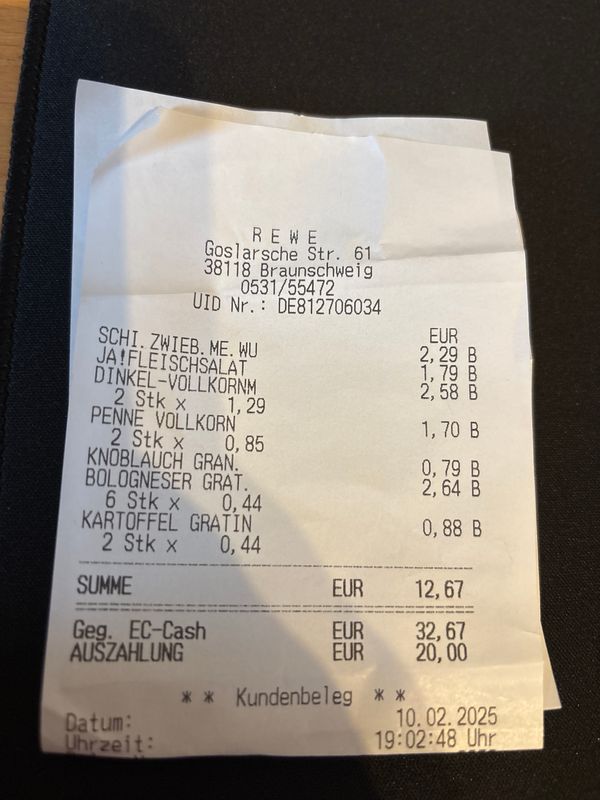 REWE
Goslarsche Str. 61
38118 Braunschweig
0531/55472
UID Nr.: DE812706034
EUR
SCHI.ZWIEB.ME.WU 2,29 B
JA!FLEISCHSALAT 1,79 B
DINKEL-VOLLKORNM 2,58 B
2 Stk x 1,29
PENNE VOLLKORN 1,70 B
2 Stk x 0,85
KNOBLAUCH GRAN. 0,79 B
BOLOGNESER GRAT. 2,64 B
6 Stk x 0,44
KARTOFFEL GRATIN 0,88 B
2 Stk x 0,44
SUMME EUR 12,67
Geg. EC-Cash EUR 32,67
AUSZAHLUNG EUR 20,00
* * Kundenbeleg * *
Datum: 10.02.2025
Uhrzeit: 19:02:48 Uhr